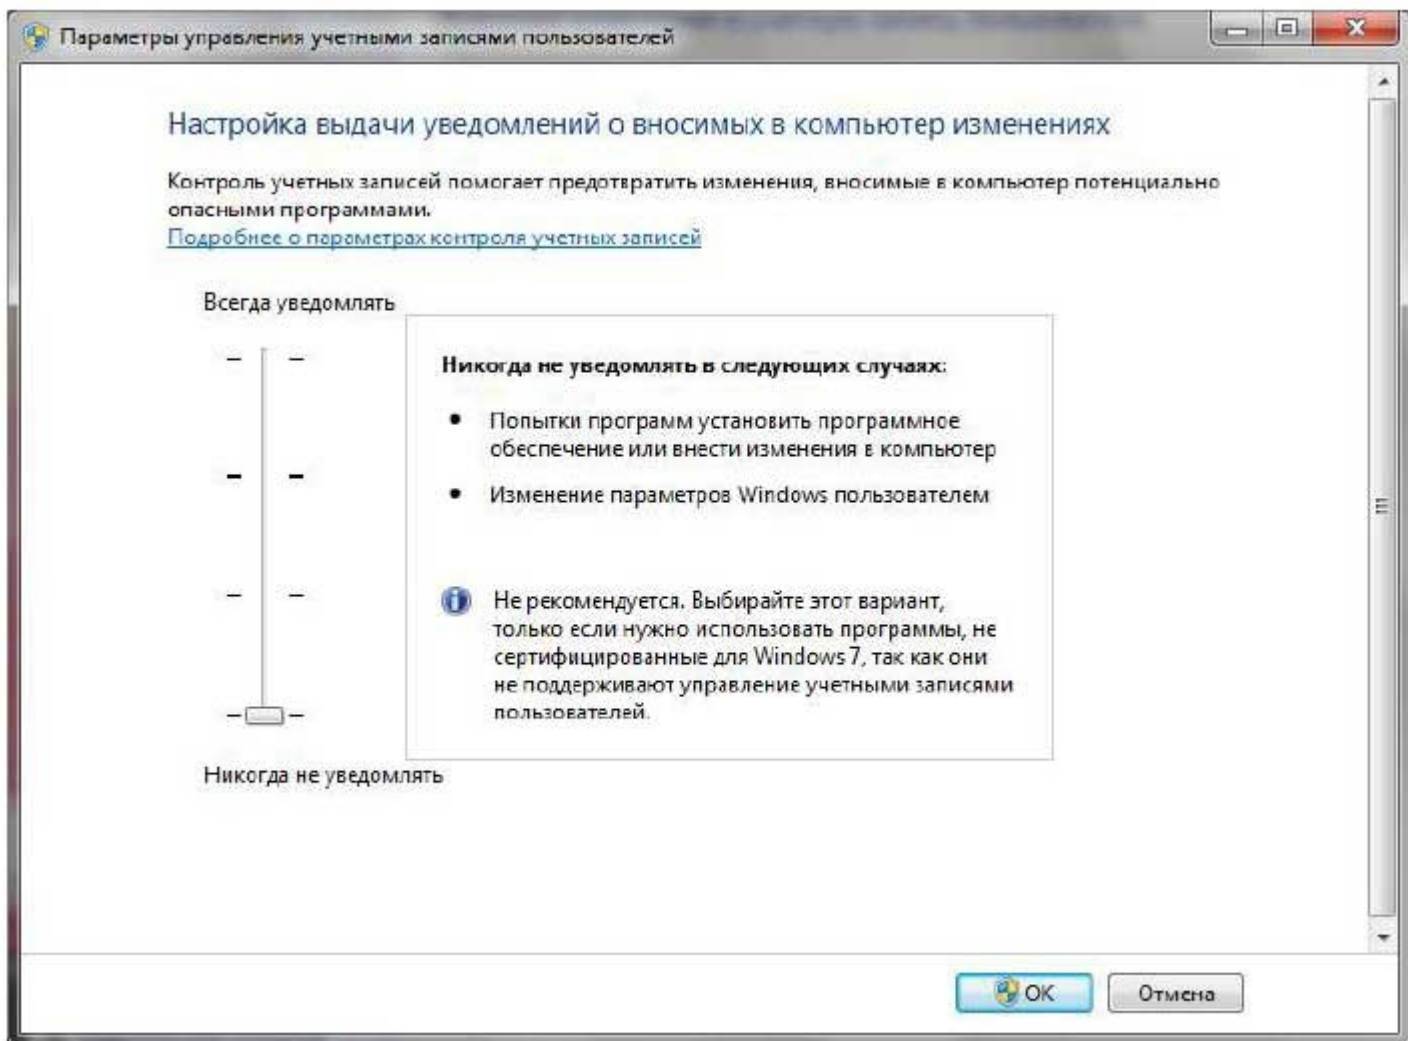 Параметры управления учетными записями пользователей
Настройка выдачи уведомлений о вносимых в компьютер изменениях
Контроль учетных записей помогает предотвратить изменения, вносимые в компьютер потенциально
опасными программами.
Подробнее о параметрах контроля учетных записей
Всегда уведомлять
Никогда не уведомлять в следующих случаях:
• Попытки программ установить программное
обеспечение или внести изменения в компьютер
• Изменение параметров Windows пользователем
Не рекомендуется. Выбирайте этот вариант,
только если нужно использовать программы, не
сертифицированные для Windows 7, так как они
не поддерживают управление учетными записями
пользователей.
Никогда не уведомлять
ОК
Отмена